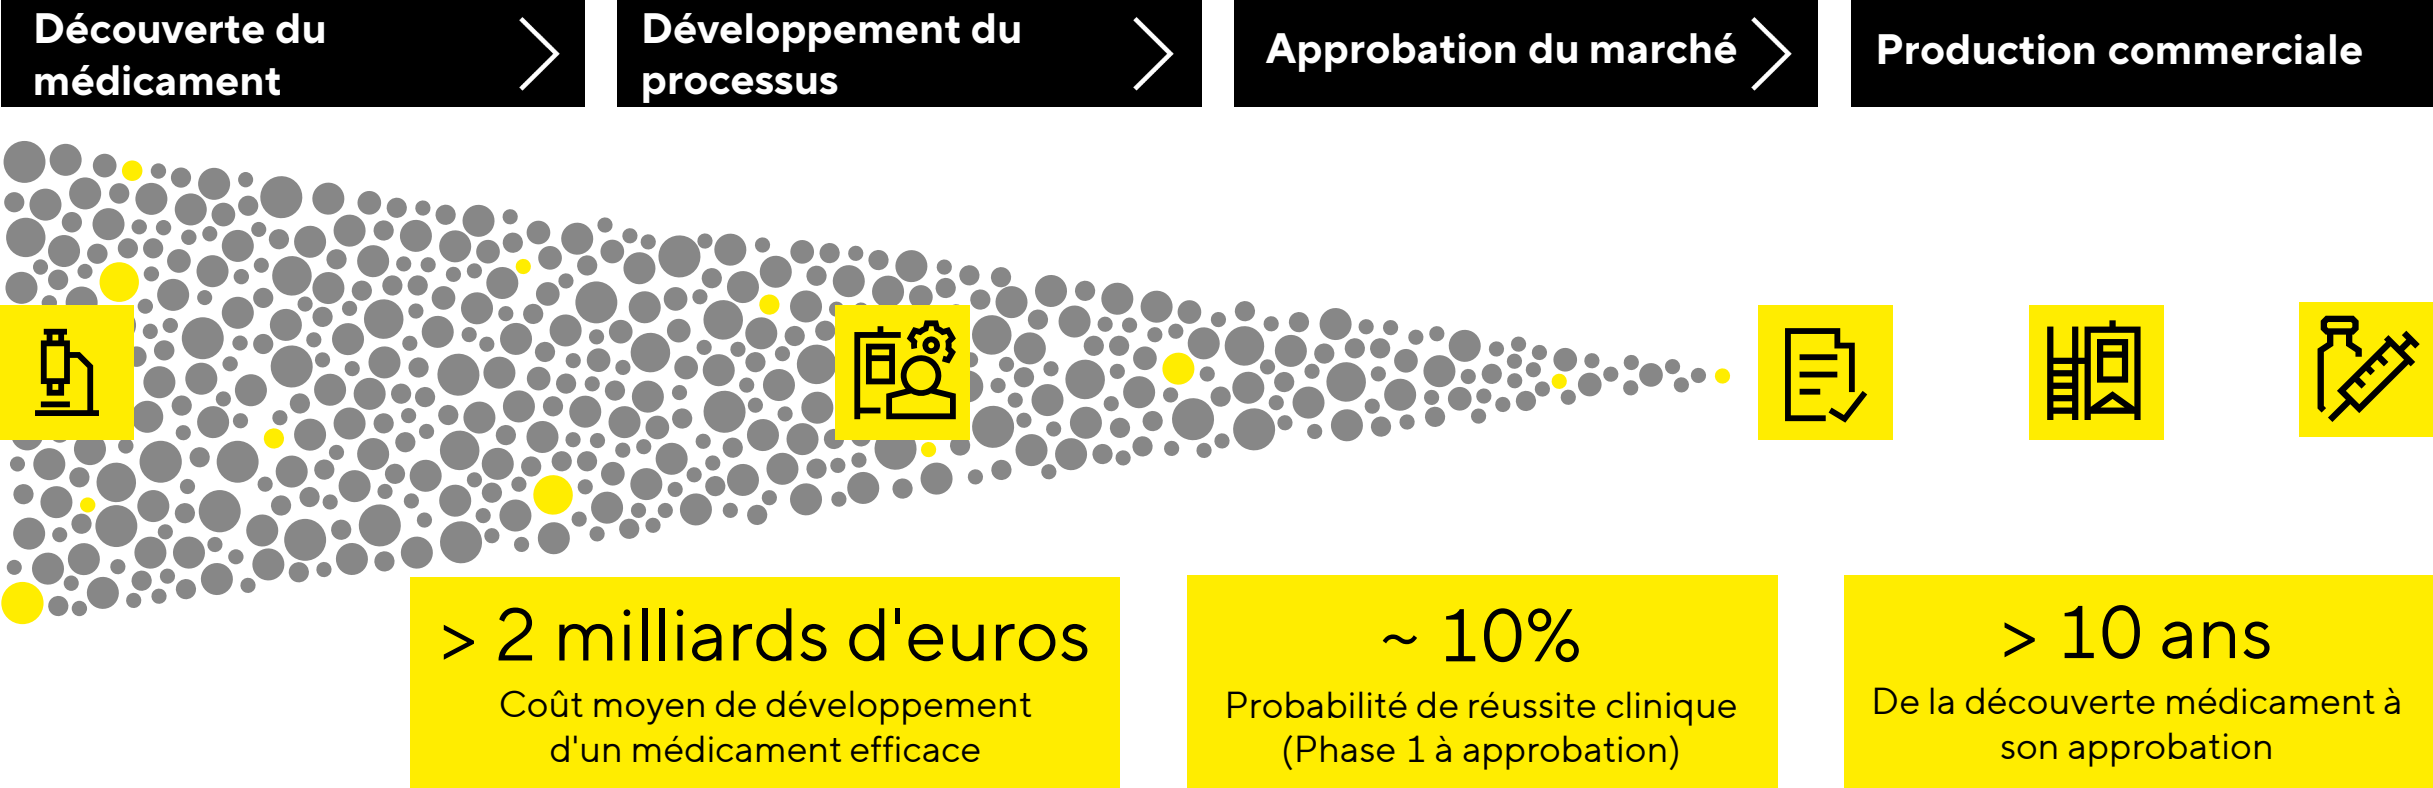 Découverte du
médicament
Développement du
processus
Approbation du marché
Production commerciale
> 2 milliards d'euros
Coût moyen de développement
d'un médicament efficace
~ 10%
Probabilité de réussite clinique
(Phase 1 à approbation)
> 10 ans
De la découverte médicament à
son approbation